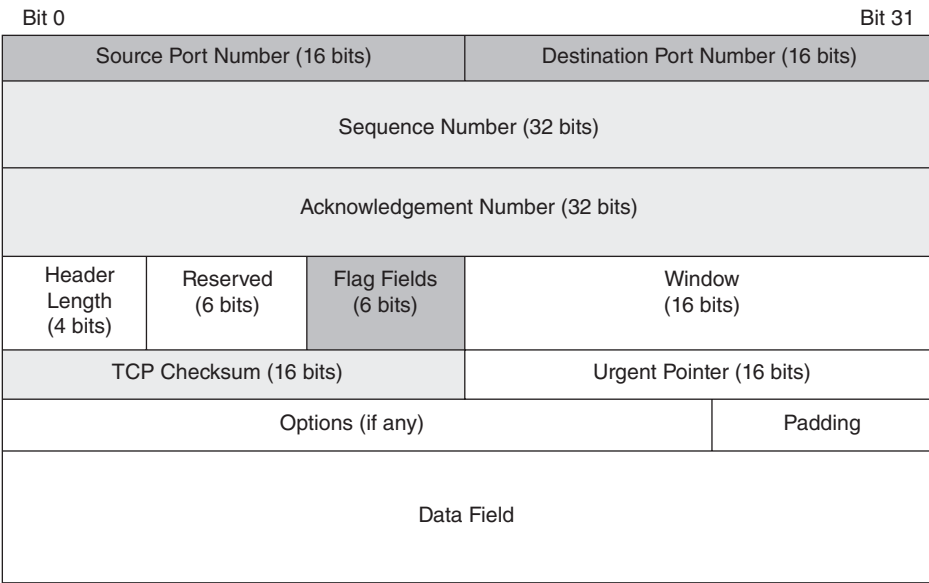 Bit 0
Bit 31
Source Port Number (16 bits)
Destination Port Number (16 bits)
Sequence Number (32 bits)
Acknowledgement Number (32 bits)
Header
Length
(4 bits)
Reserved
(6 bits)
Flag Fields
(6 bits)
Window
(16 bits)
TCP Checksum (16 bits)
Urgent Pointer (16 bits)
Options (if any)
Padding
Data Field